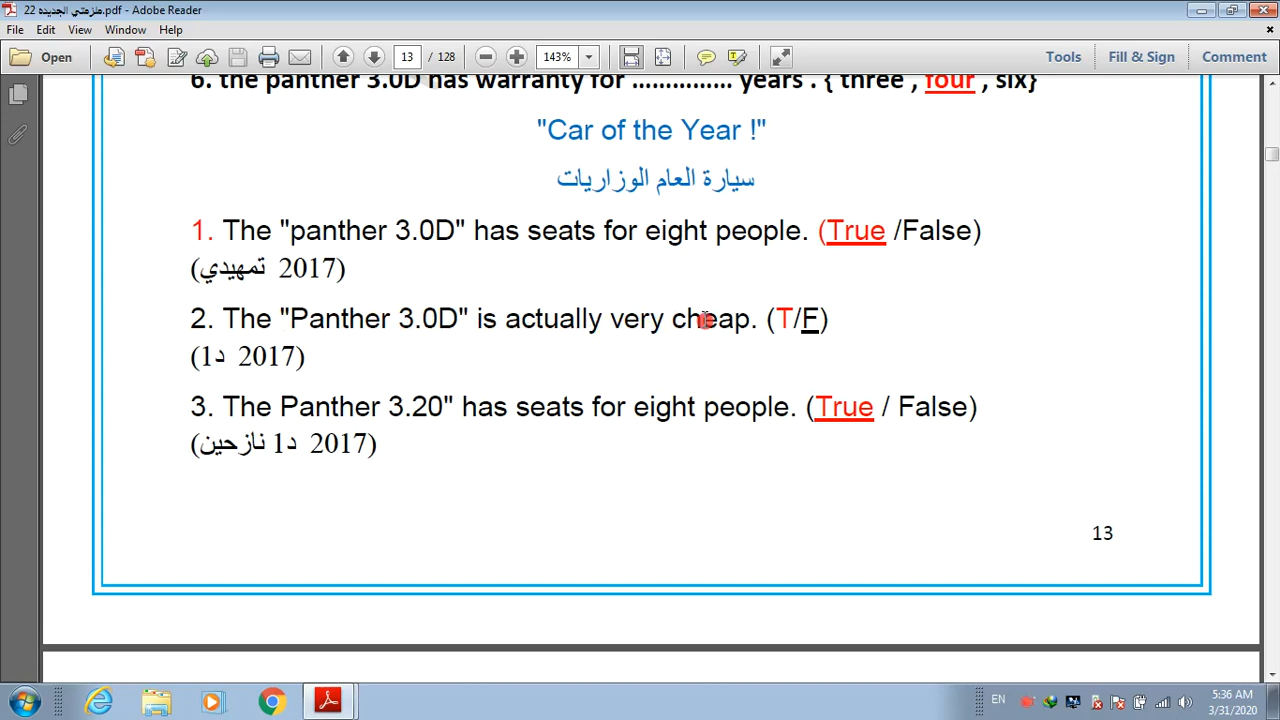 22 ملزمتي الجديده.pdf - Adobe Reader
File Edit View Window Help
Open 13 / 128 143% Tools Fill & Sign Comment
6. the panther 3.0D has warranty for ............... years . { three , four , six}
"Car of the Year !"
سيارة العام الوزاريات
1. The "panther 3.0D" has seats for eight people. (True /False)
(2017 تمهيدي)
2. The "Panther 3.0D" is actually very cheap. (T/F)
(2017 د1)
3. The Panther 3.20" has seats for eight people. (True / False)
(2017 د1 نازحين)
13
EN 5:36 AM
3/31/2020